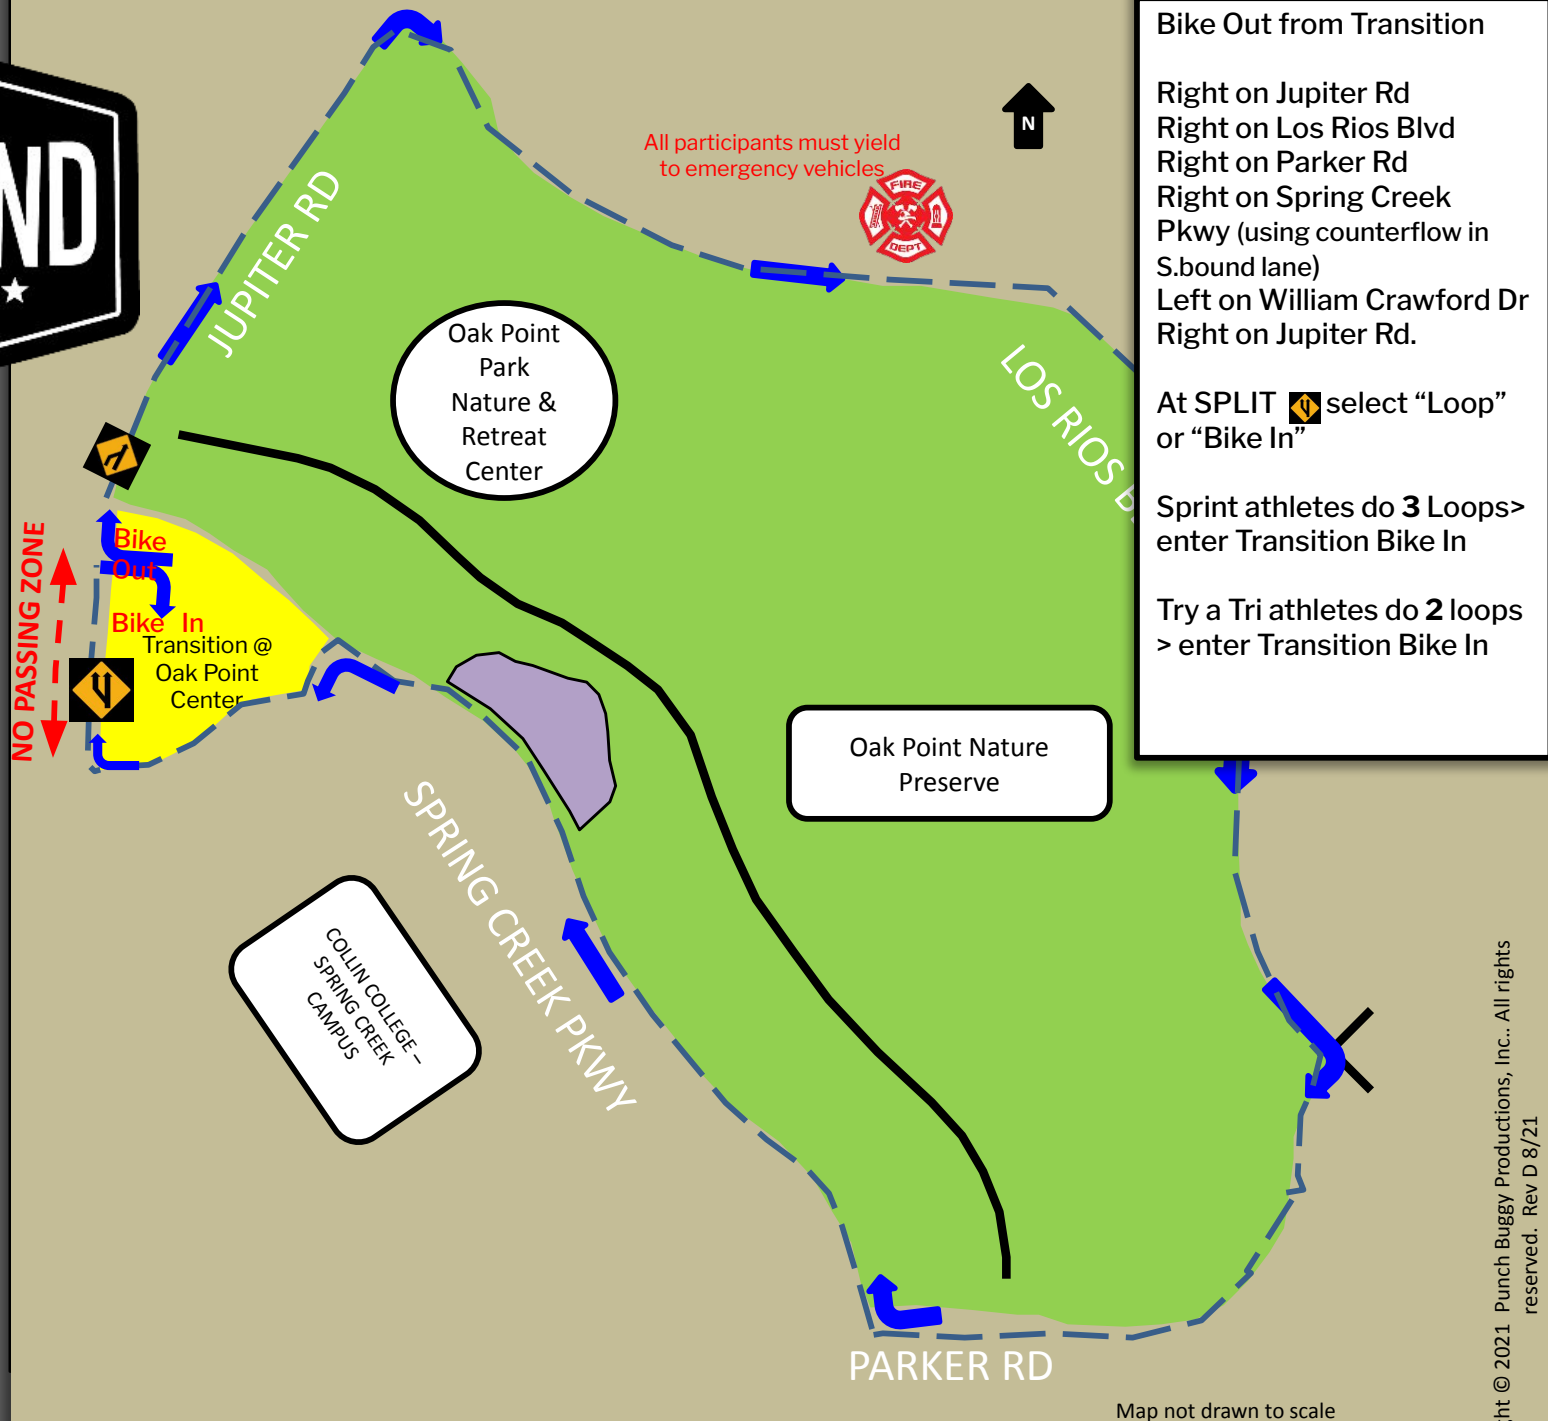 Bike Out from Transition
Right on Jupiter Rd
Right on Los Rios Blvd
Right on Parker Rd
Right on Spring Creek
Pkwy (using counterflow in
S.bound lane)
Left on William Crawford Dr
Right on Jupiter Rd.
At SPLIT select “Loop”
or “Bike In”
Sprint athletes do 3 Loops>
enter Transition Bike In
Try a Tri athletes do 2 loops
> enter Transition Bike In
N
All participants must yield
to emergency vehicles
FIRE
DEPT
ND
JUPITER RD
Oak Point
Park
Nature &
Retreat
Center
LOS RIOS
NO PASSING ZONE
Bike
Out
Bike In
Transition @
Oak Point
Center
Oak Point Nature
Preserve
SPRING CREEK PKWY
COLLIN COLLEGE –
SPRING CREEK
CAMPUS
PARKER RD
Map not drawn to scale
ht © 2021 Punch Buggy Productions, Inc.. All rights
reserved. Rev D 8/21